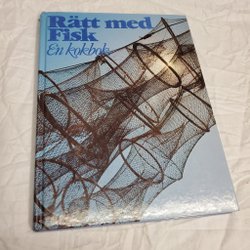 Rätt med
Fisk
En kokbok